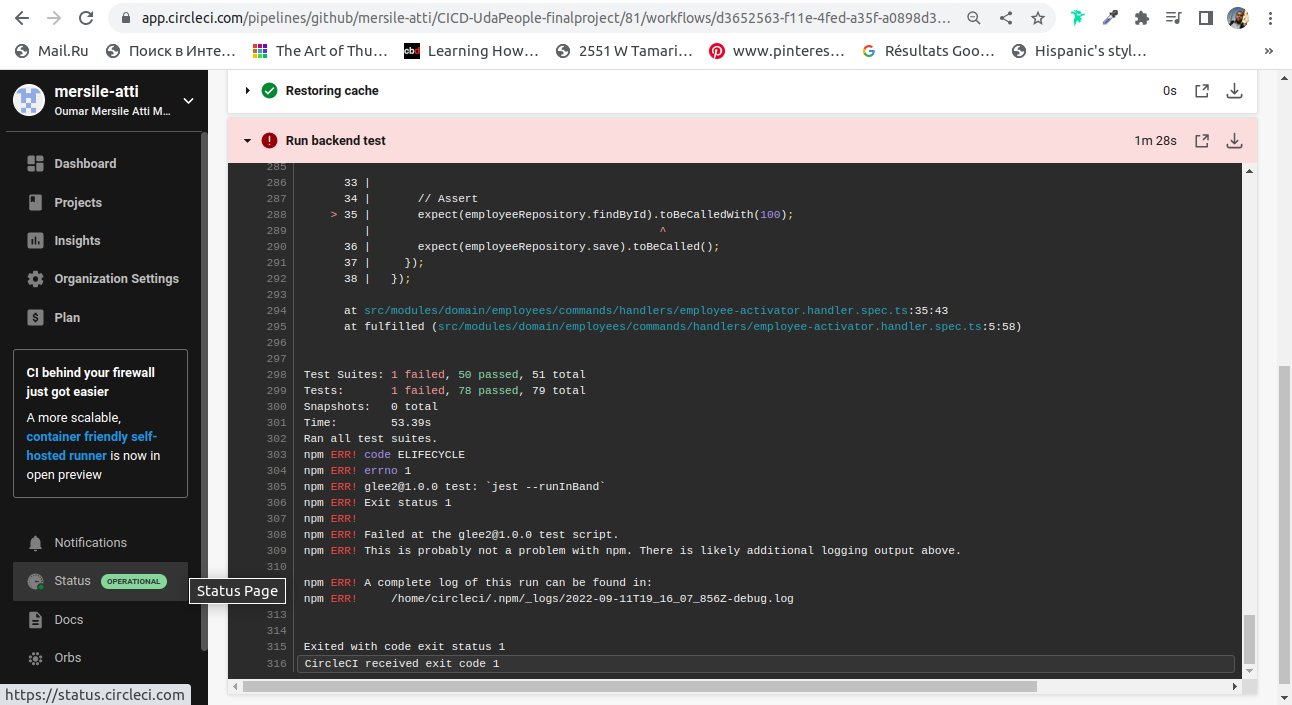 app.circleci.com/pipelines/github/mersile-atti/CICD-UdaPeople-finalproject/81/workflows/d3652563-f11e-4fed-a35f-a0898d3…
Mail.Ru
Поиск в Инте…
The Art of Thu…
cbd Learning How…
2551 W Tamari…
www.pinteres…
Résultats Goo…
Hispanic's styl…
»
mersile-atti
Oumar Mersile Atti M...
Dashboard
Projects
Insights
Organization Settings
Plan
CI behind your firewall
just got easier
A more scalable,
container friendly self-
hosted runner is now in
open preview
Notifications
Status OPERATIONAL
Status Page
Docs
Orbs
https://status.circleci.com
Restoring cache 0s
Run backend test 1m 28s
285
286 33 |
287 34 | // Assert
288 > 35 | expect(employeeRepository.findById).toBeCalledWith(100);
289 | ^
290 36 | expect(employeeRepository.save).toBeCalled();
291 37 | });
292 38 | });
293
294 at src/modules/domain/employees/commands/handlers/employee-activator.handler.spec.ts:35:43
295 at fulfilled (src/modules/domain/employees/commands/handlers/employee-activator.handler.spec.ts:5:58)
296
297
298 Test Suites: 1 failed, 50 passed, 51 total
299 Tests: 1 failed, 78 passed, 79 total
300 Snapshots: 0 total
301 Time: 53.39s
302 Ran all test suites.
303 npm ERR! code ELIFECYCLE
304 npm ERR! errno 1
305 npm ERR! glee2@1.0.0 test: `jest --runInBand`
306 npm ERR! Exit status 1
307 npm ERR!
308 npm ERR! Failed at the glee2@1.0.0 test script.
309 npm ERR! This is probably not a problem with npm. There is likely additional logging output above.
310
npm ERR! A complete log of this run can be found in:
npm ERR! /home/circleci/.npm/_logs/2022-09-11T19_16_07_856Z-debug.log
313
314
315 Exited with code exit status 1
316 CircleCI received exit code 1